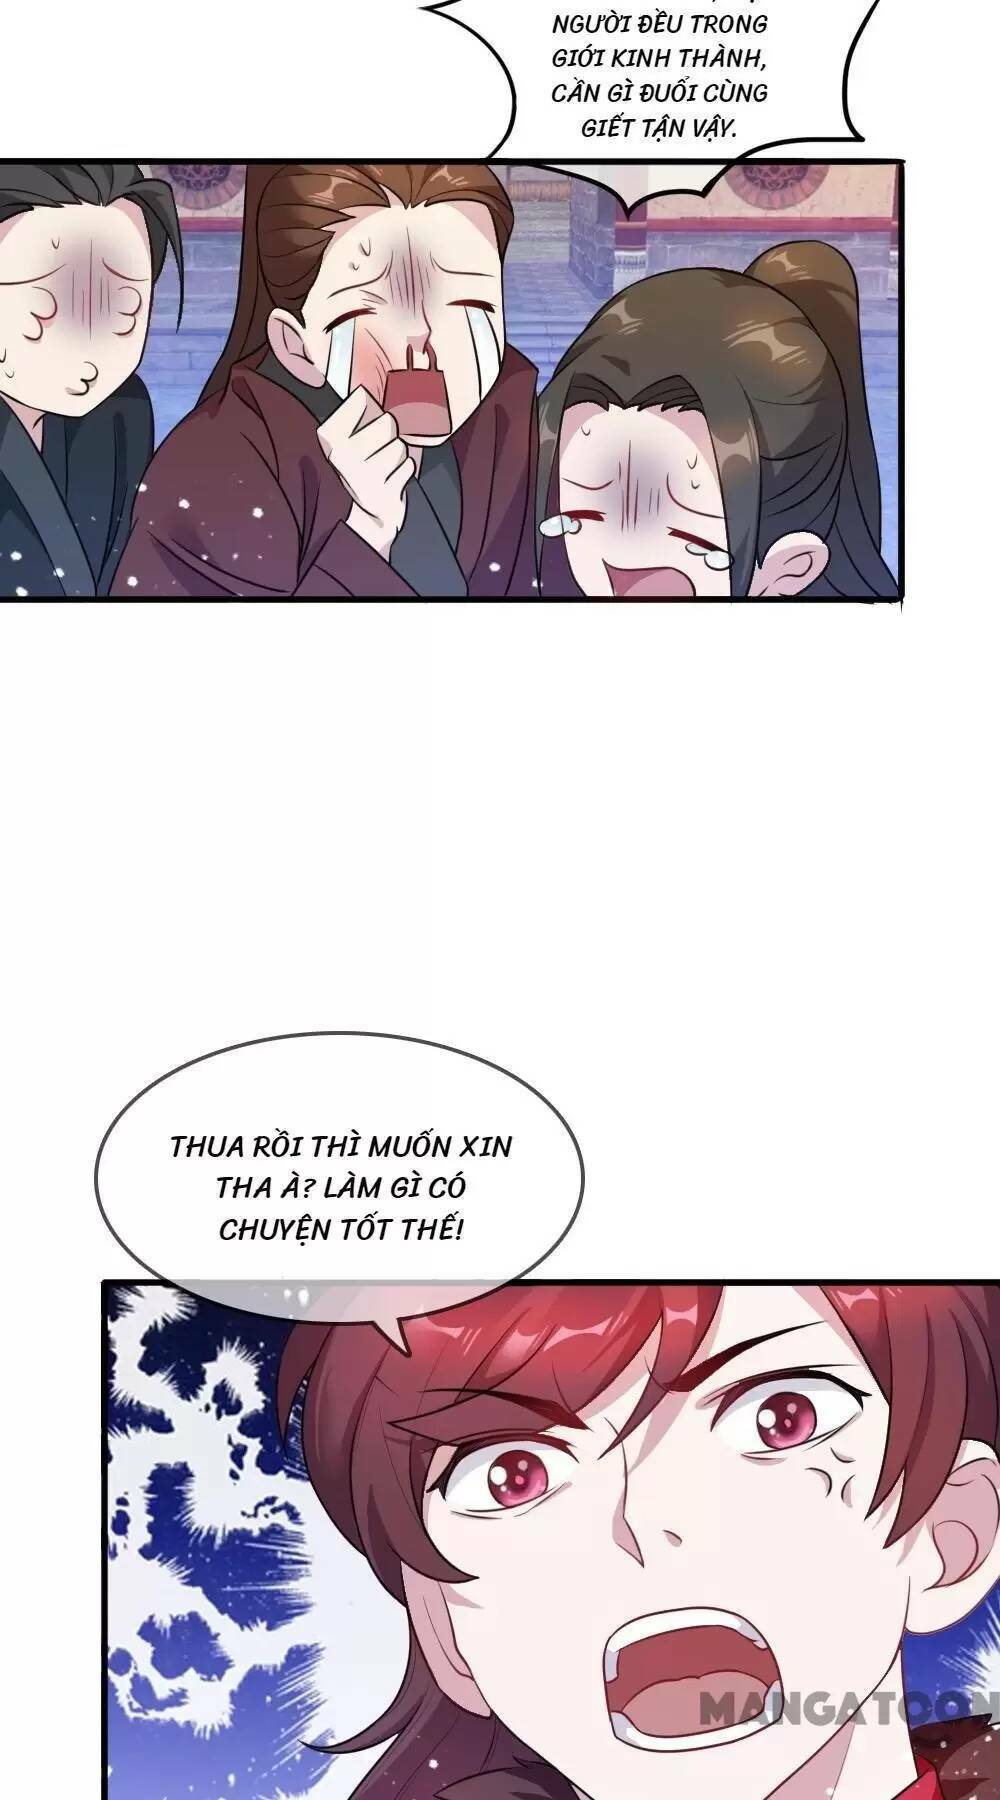 NGƯỜI ĐỀU TRONG
GIỚI KINH THÀNH,
CẦN GÌ ĐUỔI CÙNG
GIẾT TẬN VẬY.
THUA RỒI THÌ MUỐN XIN
THA À? LÀM GÌ CÓ
CHUYỆN TỐT THẾ!
MANGATOON